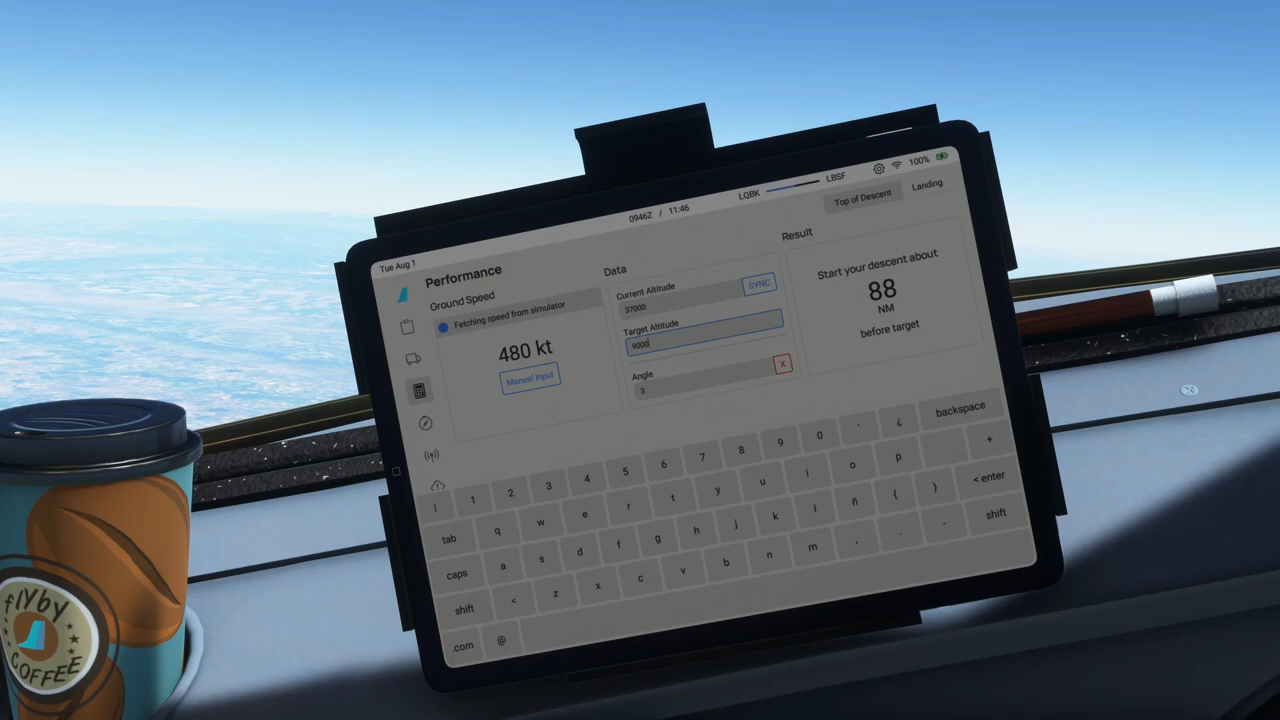 Tue Aug 1
0946Z / 11:46
LQBK
LBSF
100%
Performance
Top of Descent
Landing
Ground Speed
Fetching speed from simulator
480 kt
Manual Input
Data
Current Altitude
37000
SYNC
Target Altitude
9000
Angle
3
X
Result
Start your descent about
88
NM
before target
| 1 2 3 4 5 6 7 8 9 0 ' ¿ backspace
tab q w e r t y u i o p +
caps a s d f g h j k l ñ { } < enter
shift < z x c v b n m , . - shift
.com @
flyby
COFFEE